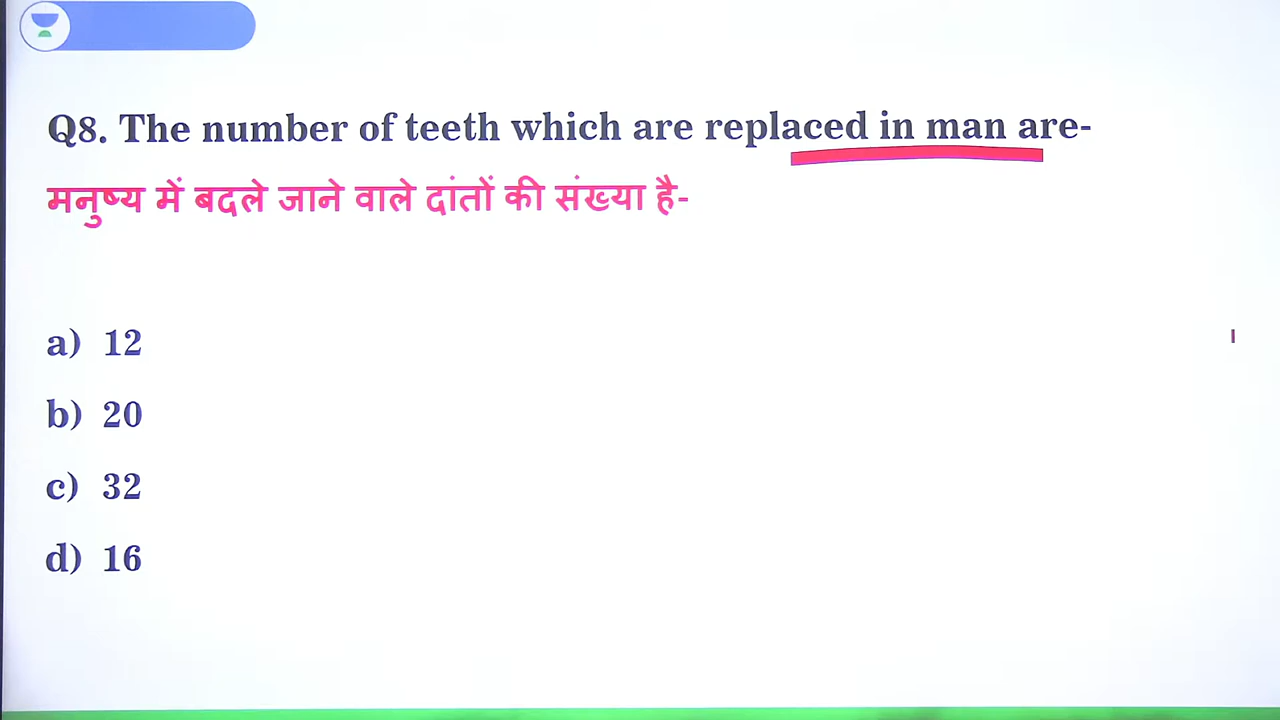 Q8. The number of teeth which are replaced in man are-
मनुष्य में बदले जाने वाले दांतों की संख्या है-
a) 12
b) 20
c) 32
d) 16